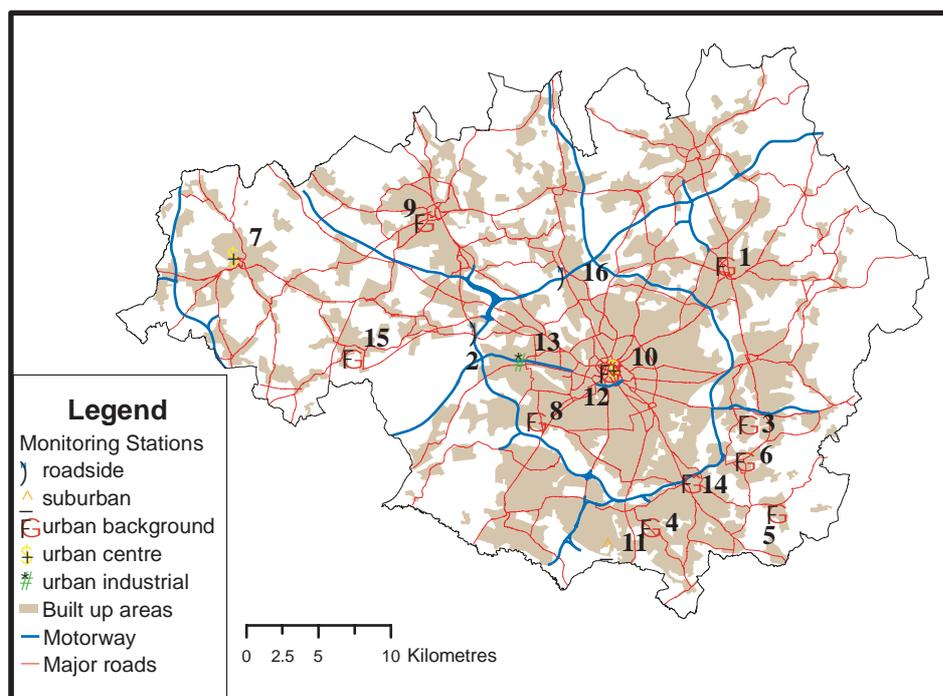 9
7
16
1
15
13
2
10
12
8
3
6
14
4
5
11
Legend
Monitoring Stations
roadside
suburban
urban background
urban centre
urban industrial
Built up areas
Motorway
Major roads
0 2.5 5 10 Kilometres